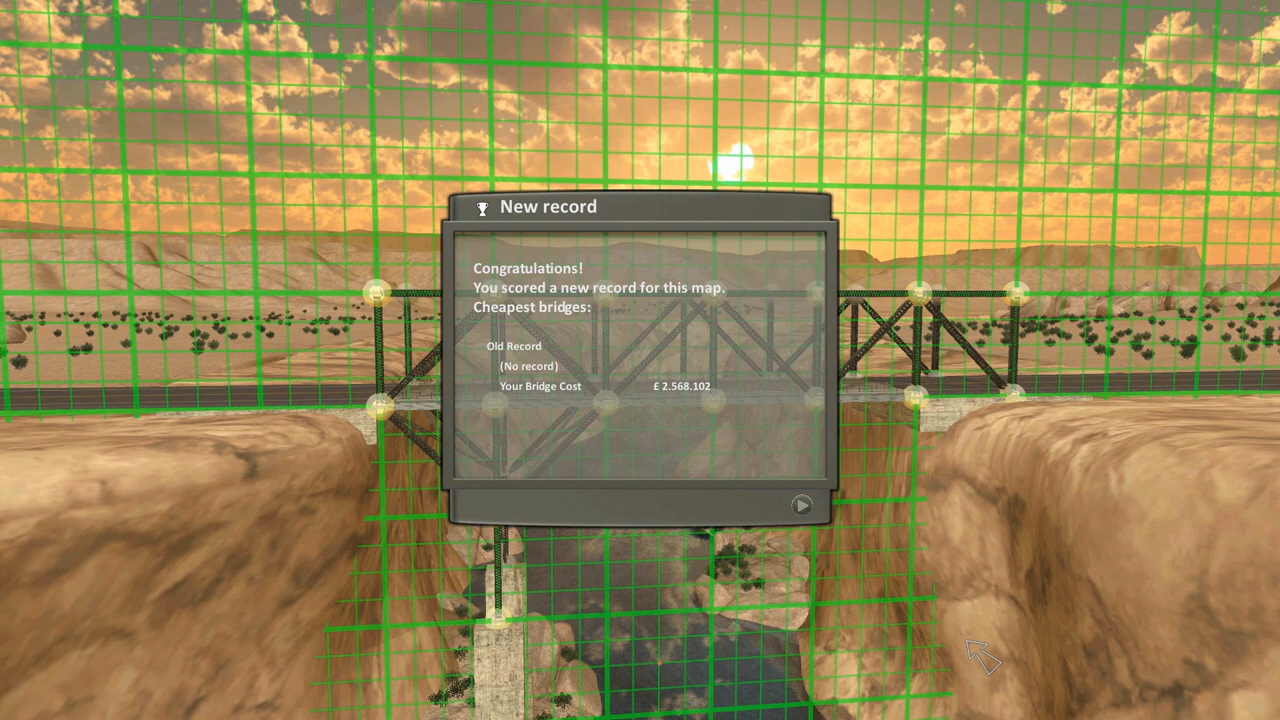 New record
Congratulations!
You scored a new record for this map.
Cheapest bridges:
Old Record
(No record)
Your Bridge Cost £ 2.568.102